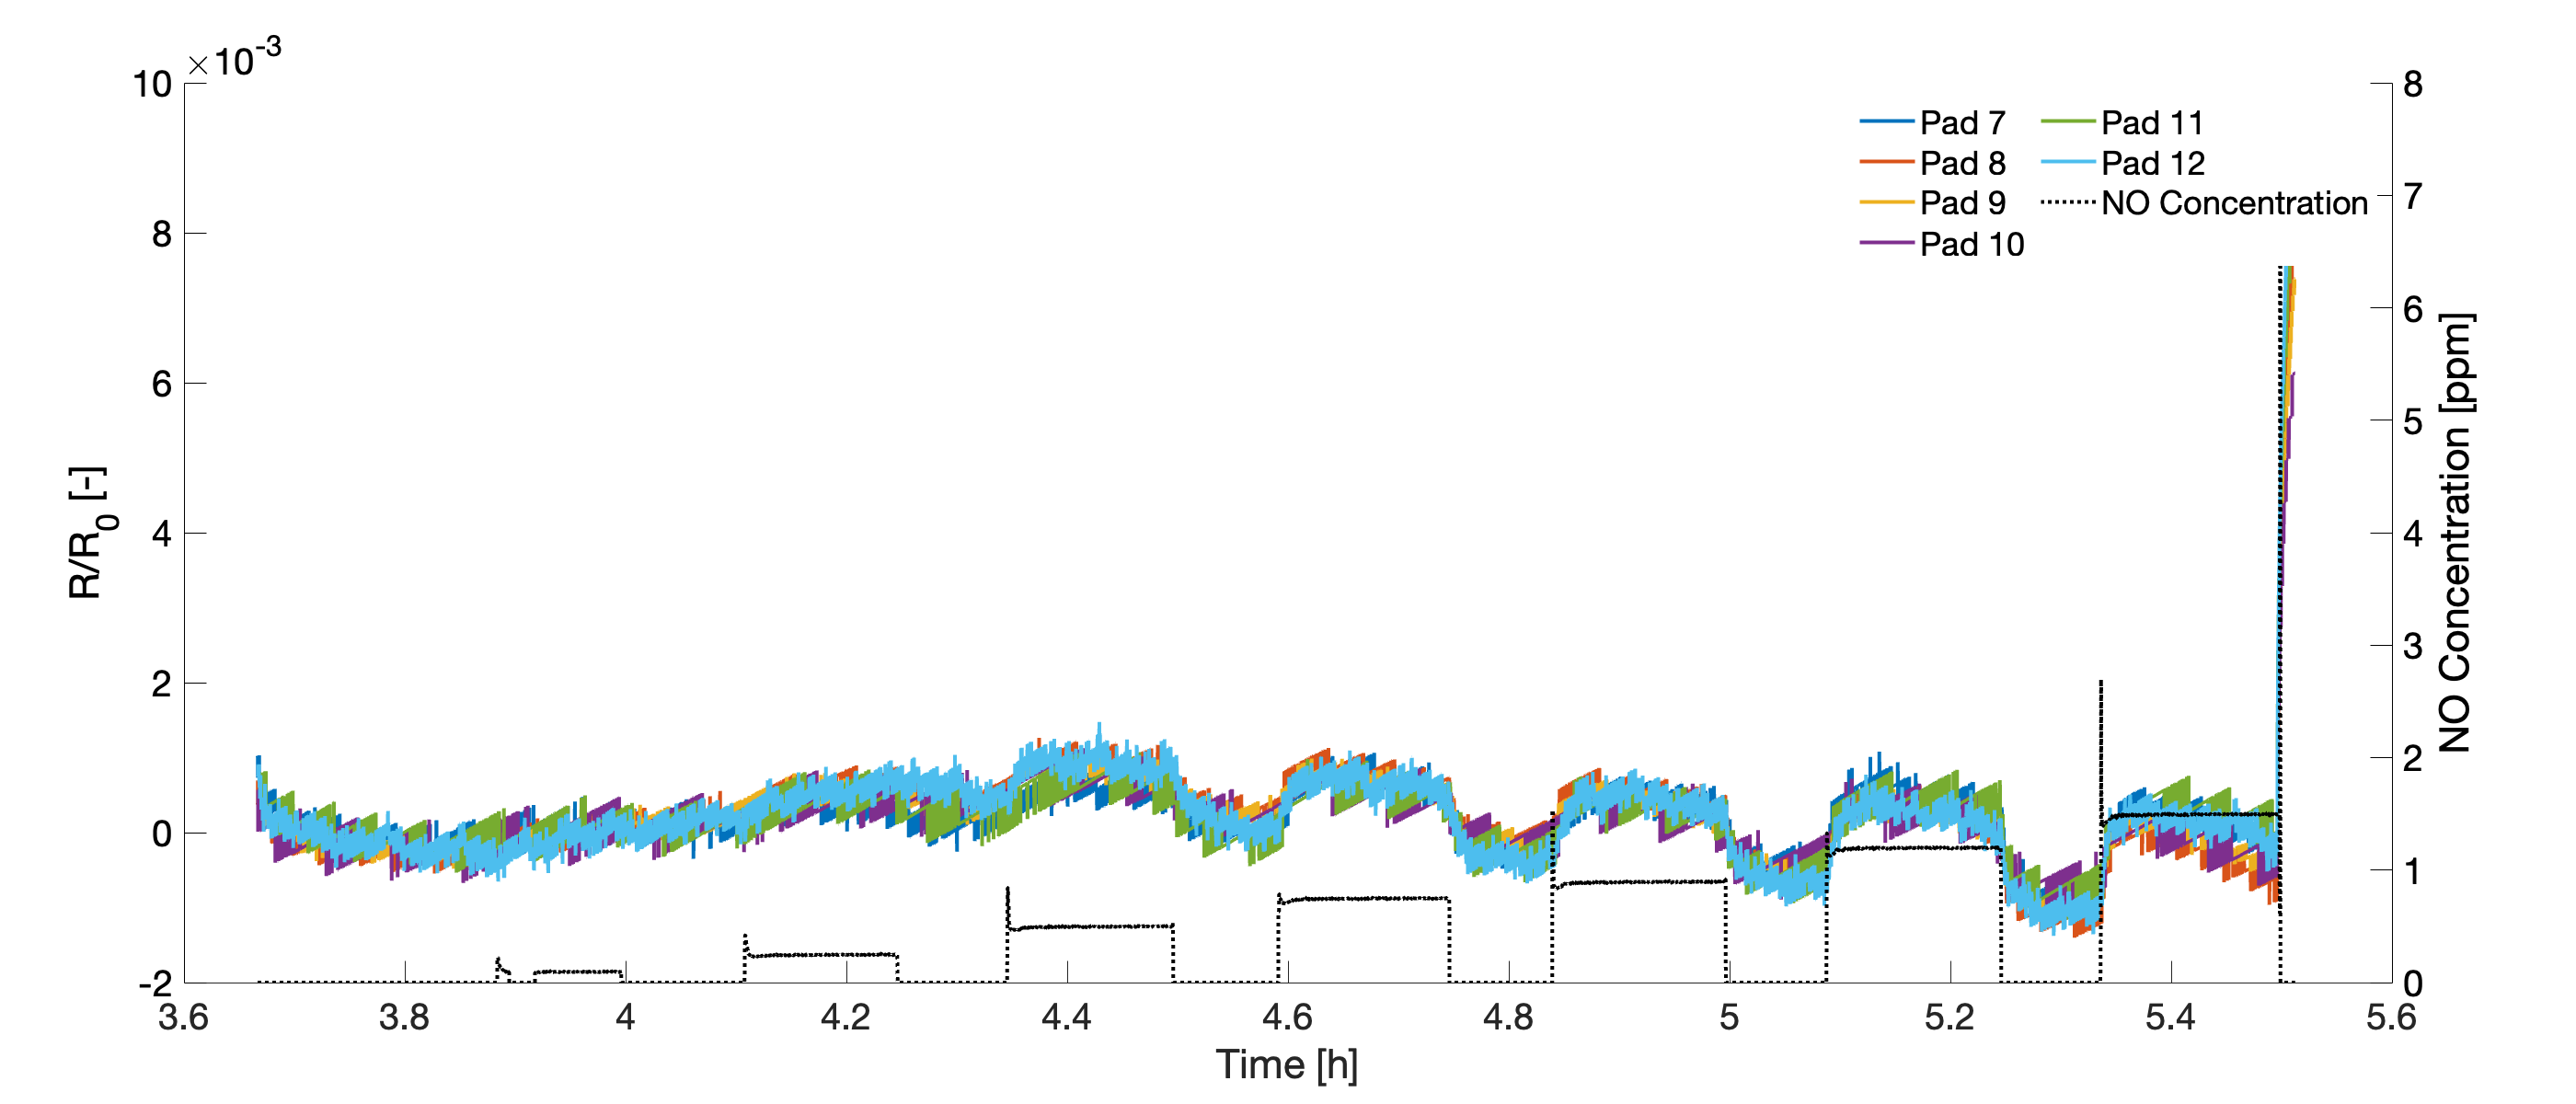 ×10-3
10
8
6
4
2
0
-2
R/R0 [-]
3.6 3.8 4 4.2 4.4 4.6 4.8 5 5.2 5.4 5.6
Time [h]
8
7
6
5
4
3
2
1
0
NO Concentration [ppm]
Pad 7
Pad 8
Pad 9
Pad 10
Pad 11
Pad 12
NO Concentration